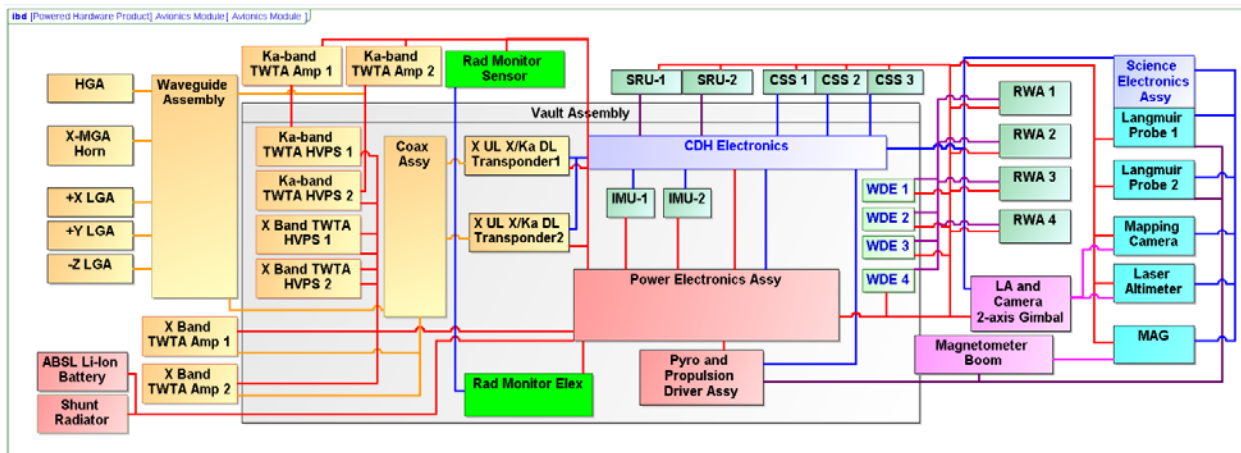 ibd [Powered Hardware Product] Avionics Module [ Avionics Module ]
Ka-band
TWTA Amp 1
Ka-band
TWTA Amp 2
Rad Monitor
Sensor
SRU-1
SRU-2
CSS 1
CSS 2
CSS 3
Science
Electronics
Assy
HGA
Waveguide
Assembly
RWA 1
Vault Assembly
Langmuir
Probe 1
X-MGA
Horn
Ka-band
TWTA HVPS 1
Coax
Assy
X UL X/Ka DL
Transponder1
CDH Electronics
RWA 2
Ka-band
TWTA HVPS 2
IMU-1
IMU-2
WDE 1
RWA 3
Langmuir
Probe 2
+X LGA
X Band TWTA
HVPS 1
X UL X/Ka DL
Transponder2
WDE 2
RWA 4
Mapping
Camera
+Y LGA
WDE 3
-Z LGA
X Band TWTA
HVPS 2
Power Electronics Assy
WDE 4
LA and
Camera
2-axis Gimbal
Laser
Altimeter
X Band
TWTA Amp 1
Magnetometer
Boom
MAG
ABSL Li-Ion
Battery
X Band
TWTA Amp 2
Rad Monitor Elex
Pyro and
Propulsion
Driver Assy
Shunt
Radiator